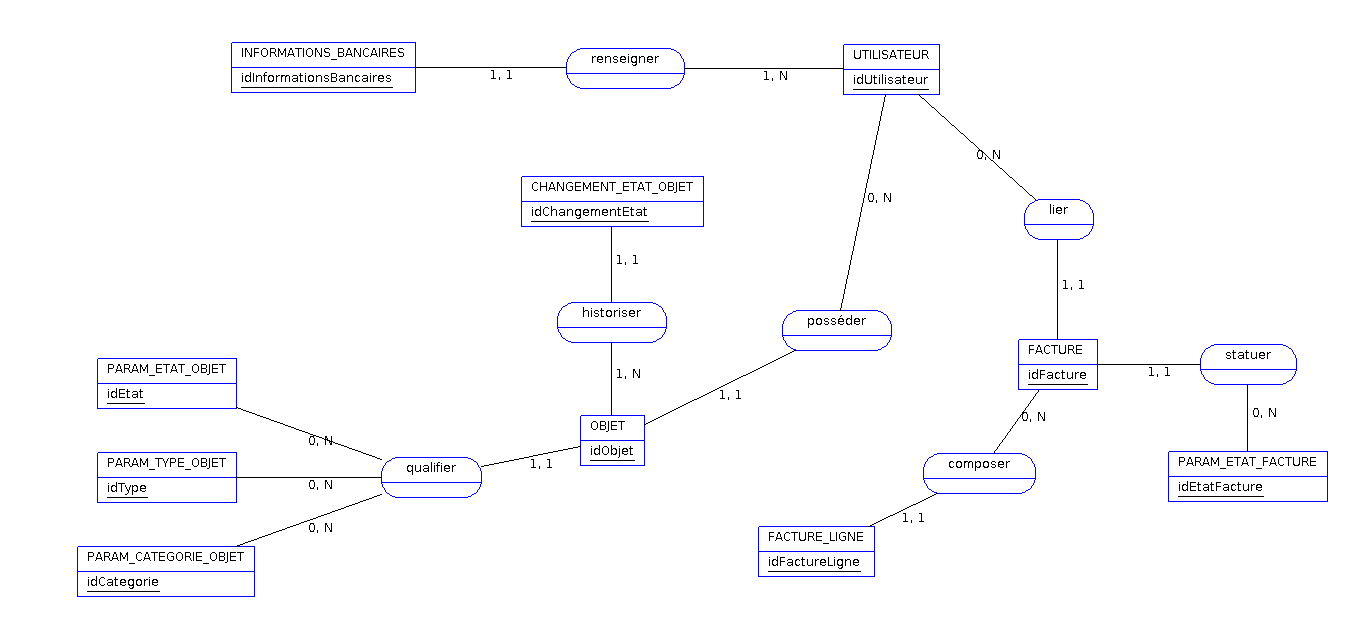 INFORMATIONS_BANCAIRES
idInformationsBancaires
1, 1
renseigner
1, N
UTILISATEUR
idUtilisateur
0, N
0, N
lier
1, 1
CHANGEMENT_ETAT_OBJET
idChangementEtat
1, 1
historiser
1, N
posséder
1, 1
FACTURE
idFacture
1, 1
statuer
0, N
PARAM_ETAT_FACTURE
idEtatFacture
0, N
composer
1, 1
FACTURE_LIGNE
idFactureLigne
OBJET
idObjet
1, 1
qualifier
PARAM_ETAT_OBJET
idEtat
0, N
PARAM_TYPE_OBJET
idType
0, N
PARAM_CATEGORIE_OBJET
idCategorie
0, N